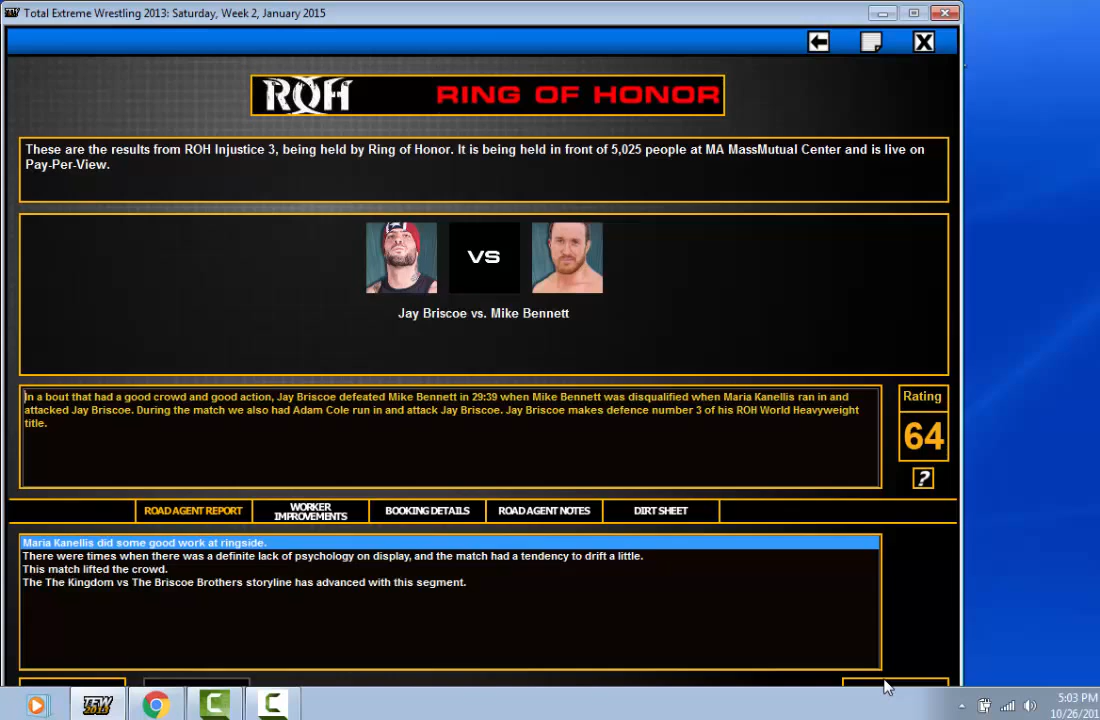 Total Extreme Wrestling 2013: Saturday, Week 2, January 2015
ROH RING OF HONOR
These are the results from ROH Injustice 3, being held by Ring of Honor. It is being held in front of 5,025 people at MA MassMutual Center and is live on
Pay-Per-View.
VS
Jay Briscoe vs. Mike Bennett
In a bout that had a good crowd and good action, Jay Briscoe defeated Mike Bennett in 29:39 when Mike Bennett was disqualified when Maria Kanellis ran in and
attacked Jay Briscoe. During the match we also had Adam Cole run in and attack Jay Briscoe. Jay Briscoe makes defence number 3 of his ROH World Heavyweight
title.
Rating
64
?
ROAD AGENT REPORT
WORKER
IMPROVEMENTS
BOOKING DETAILS
ROAD AGENT NOTES
DIRT SHEET
Maria Kanellis did some good work at ringside.
There were times when there was a definite lack of psychology on display, and the match had a tendency to drift a little.
This match lifted the crowd.
The The Kingdom vs The Briscoe Brothers storyline has advanced with this segment.
TEW
2013
5:03 PM
10/26/201